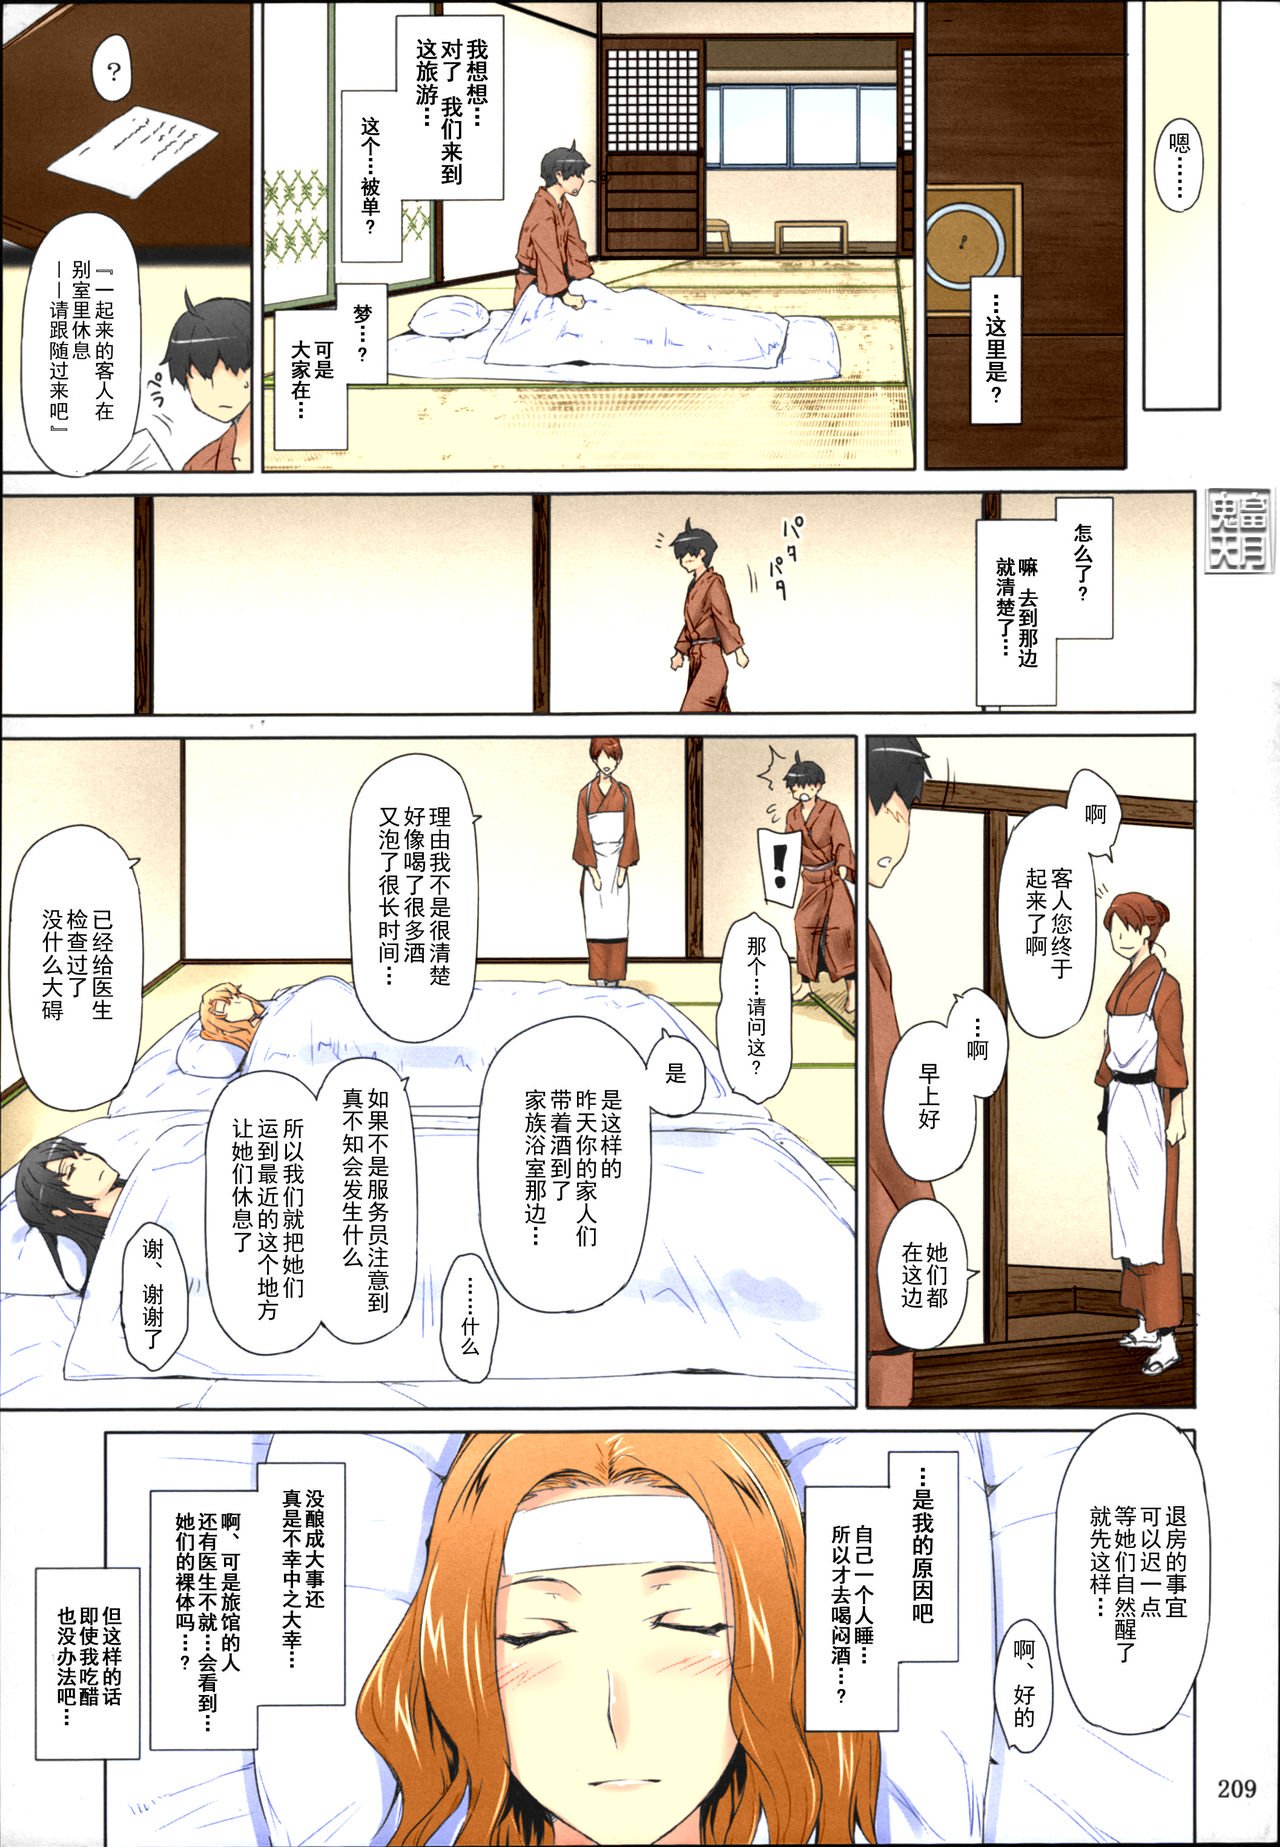 嗯……
…这里是?
我想想…
对了 我们来到
这旅游…
这个…被单?
梦…?
可是
大家在…
?
『一起来的客人在
别室里休息
——请跟随过来吧』
怎么了?
嘛 去到那边
就清楚了…
パタ
パタ
啊
客人您终于
起来了啊
…啊
早上好
她们都
在这边
!
那个…请问这?
是
是这样的
昨天你的家人们
带着酒到了
家族浴室那边…
……什么
理由我不是很清楚
好像喝了很多酒
又泡了很长时间…
如果不是服务员注意到
真不知会发生什么
所以我们就把她们
运到最近的这个地方
让她们休息了
已经给医生
检查过了
没什么大碍
谢、谢谢了
退房的事宜
可以迟一点
等她们自然醒了
就先这样…
啊、好的
…是我的原因吧
自己一个人睡…
所以才去喝闷酒…?
没酿成大事还
真是不幸中之大幸…
啊、可是旅馆的人
还有医生不就…会看到
她们的裸体吗…?
但这样的话
即使我吃醋
也没办法吧…
鬼畜
大月
209